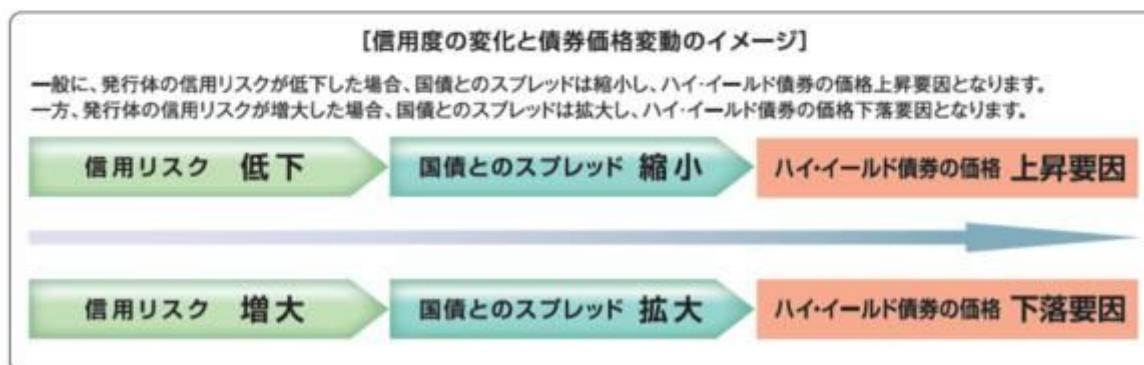 [信用度の変化と債券価格変動のイメージ]
一般に、発行体の信用リスクが低下した場合、国債とのスプレッドは縮小し、ハイ・イールド債券の価格上昇要因となります。
一方、発行体の信用リスクが増大した場合、国債とのスプレッドは拡大し、ハイ・イールド債券の価格下落要因となります。
信用リスク 低下 国債とのスプレッド 縮小 ハイ・イールド債券の価格 上昇要因
信用リスク 増大 国債とのスプレッド 拡大 ハイ・イールド債券の価格 下落要因